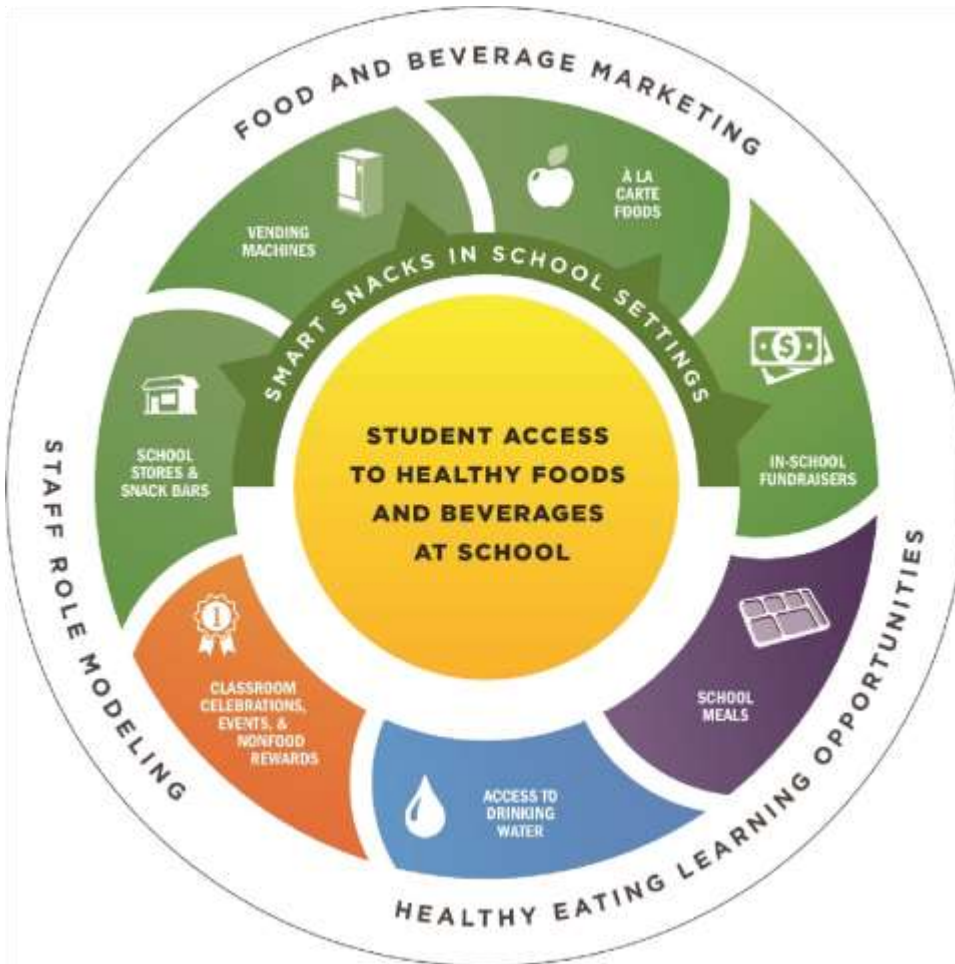 FOOD AND BEVERAGE MARKETING
À LA
CARTE
FOODS
VENDING
MACHINES
SMART SNACKS IN SCHOOL SETTINGS
SCHOOL
STORES &
SNACK BARS
IN-SCHOOL
FUNDRAISERS
STUDENT ACCESS
TO HEALTHY FOODS
AND BEVERAGES
AT SCHOOL
1
CLASSROOM
CELEBRATIONS,
EVENTS, &
NONFOOD
REWARDS
SCHOOL
MEALS
ACCESS TO
DRINKING
WATER
STAFF ROLE MODELING
HEALTHY EATING LEARNING OPPORTUNITIES
$